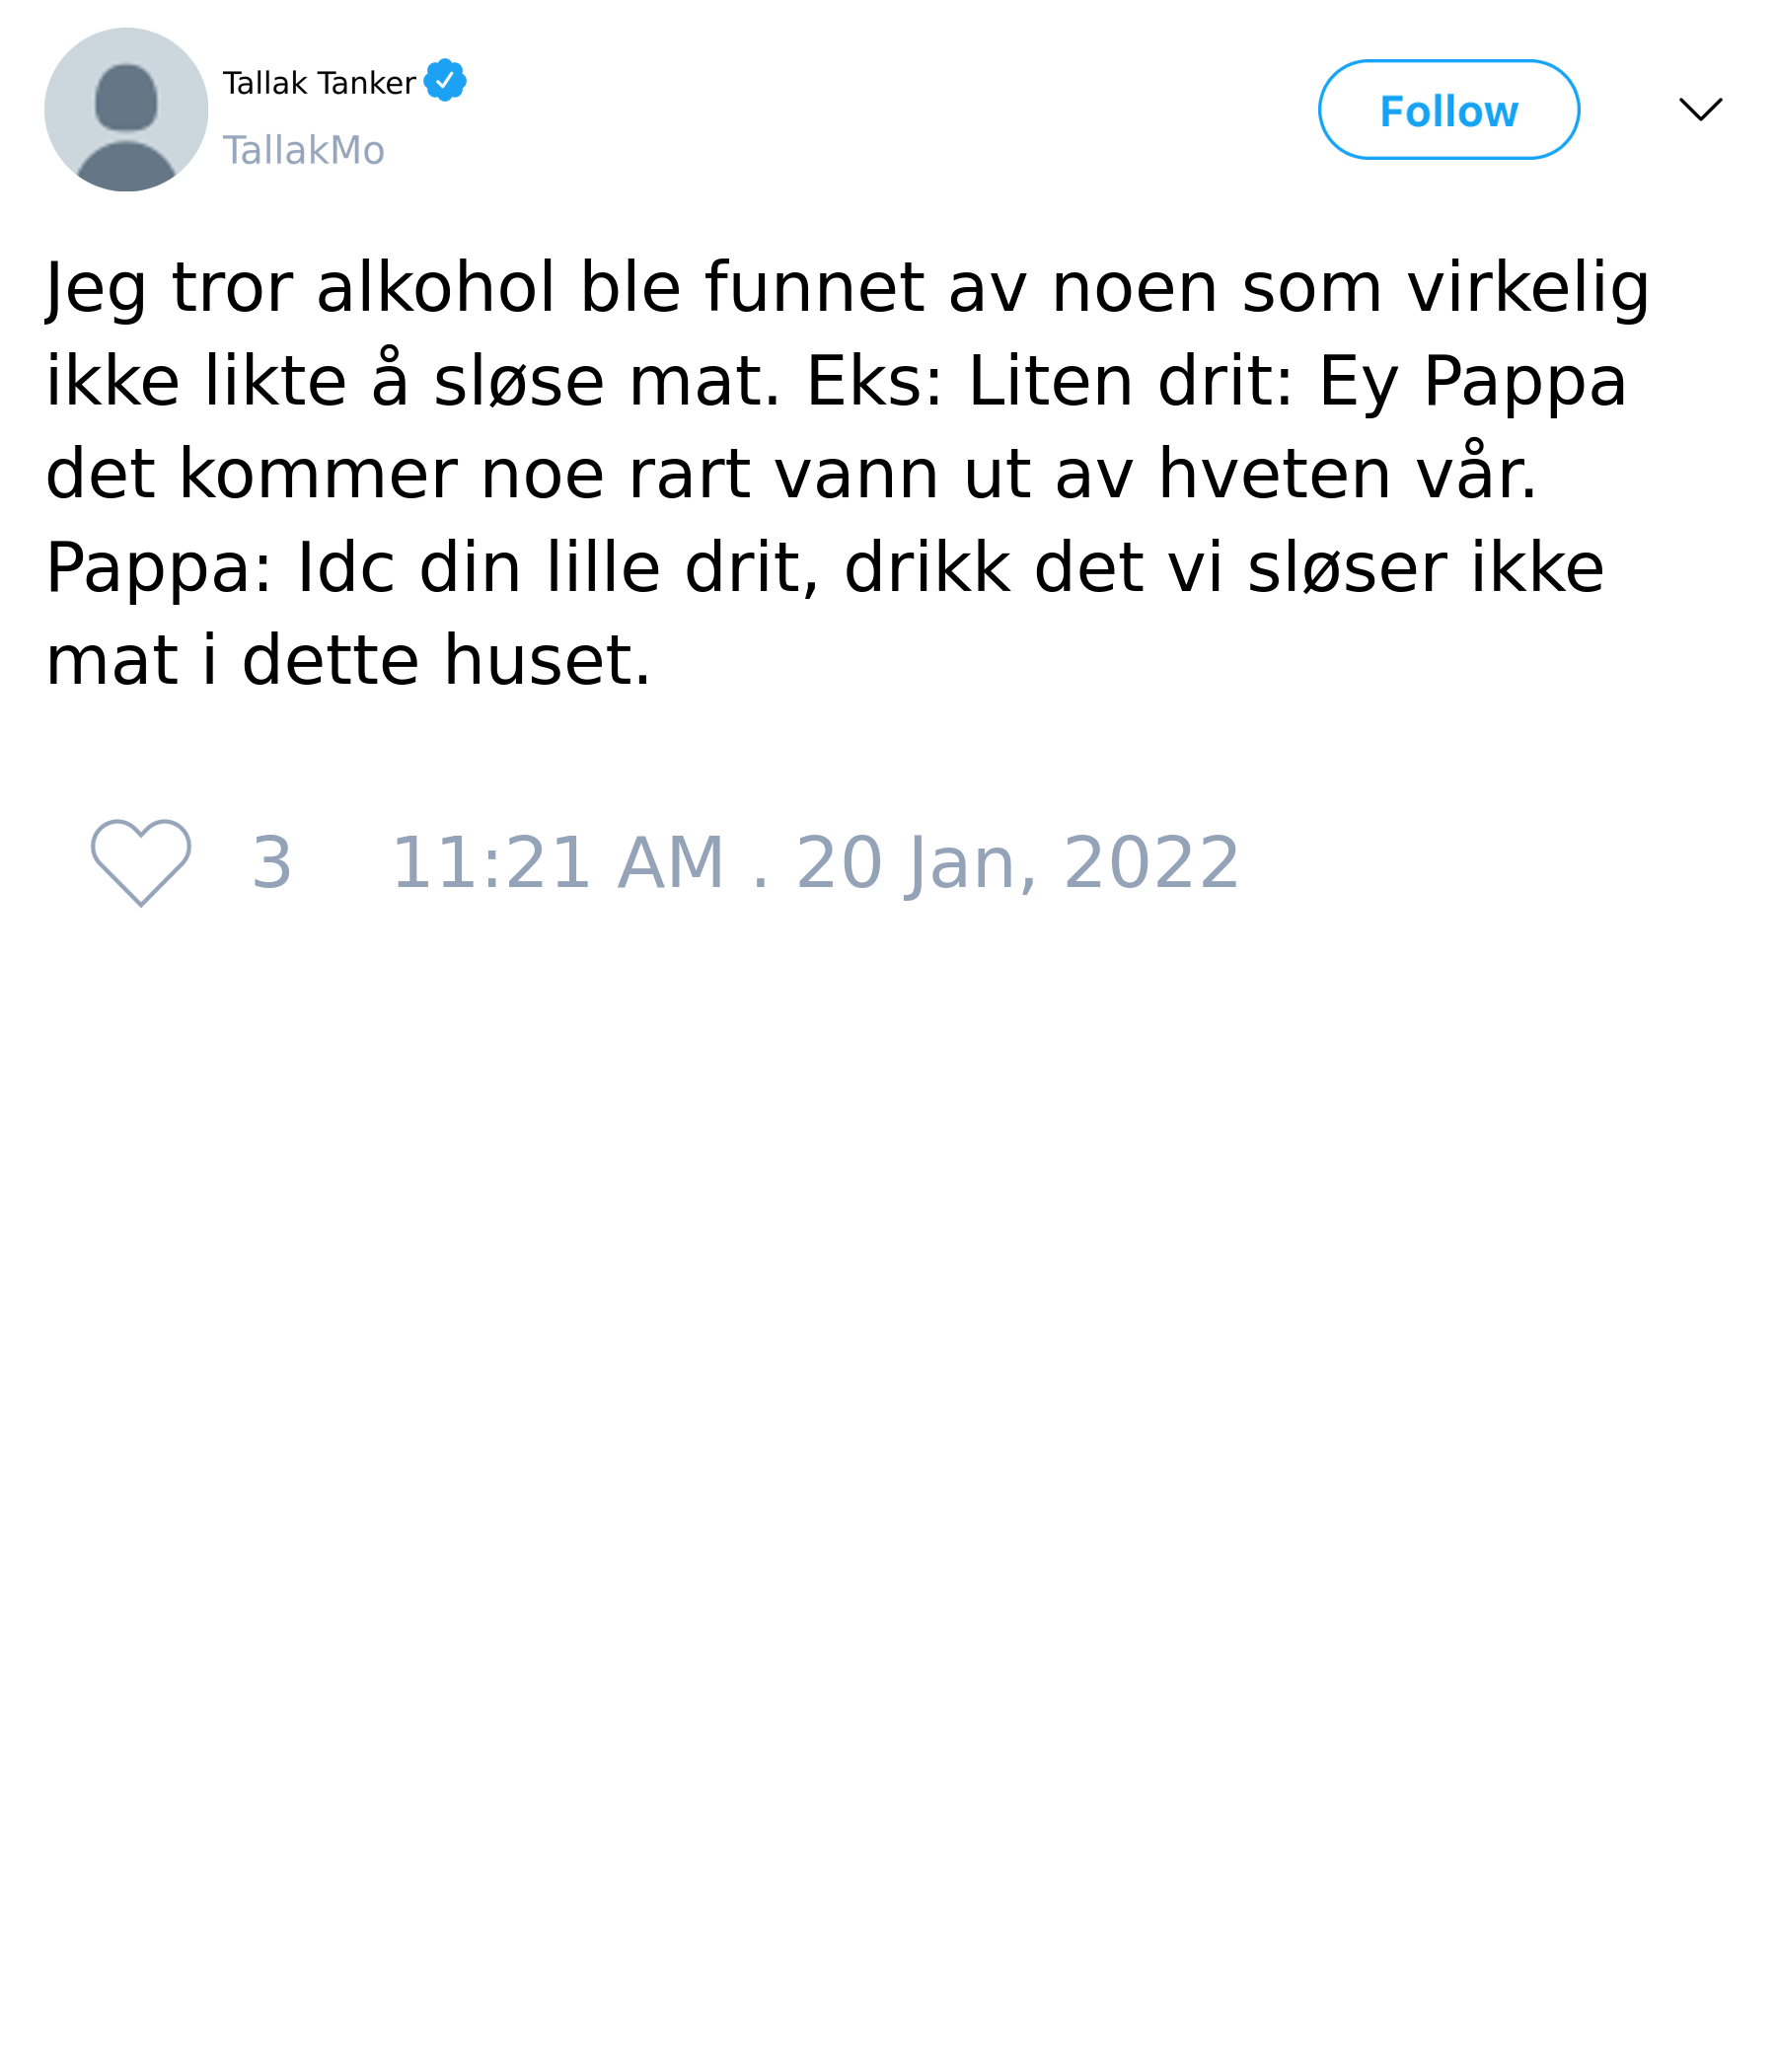 Tallak Tanker
TallakMo
Follow
Jeg tror alkohol ble funnet av noen som virkelig
ikke likte å sløse mat. Eks: Liten drit: Ey Pappa
det kommer noe rart vann ut av hveten vår.
Pappa: Idc din lille drit, drikk det vi sløser ikke
mat i dette huset.
3 11:21 AM . 20 Jan, 2022